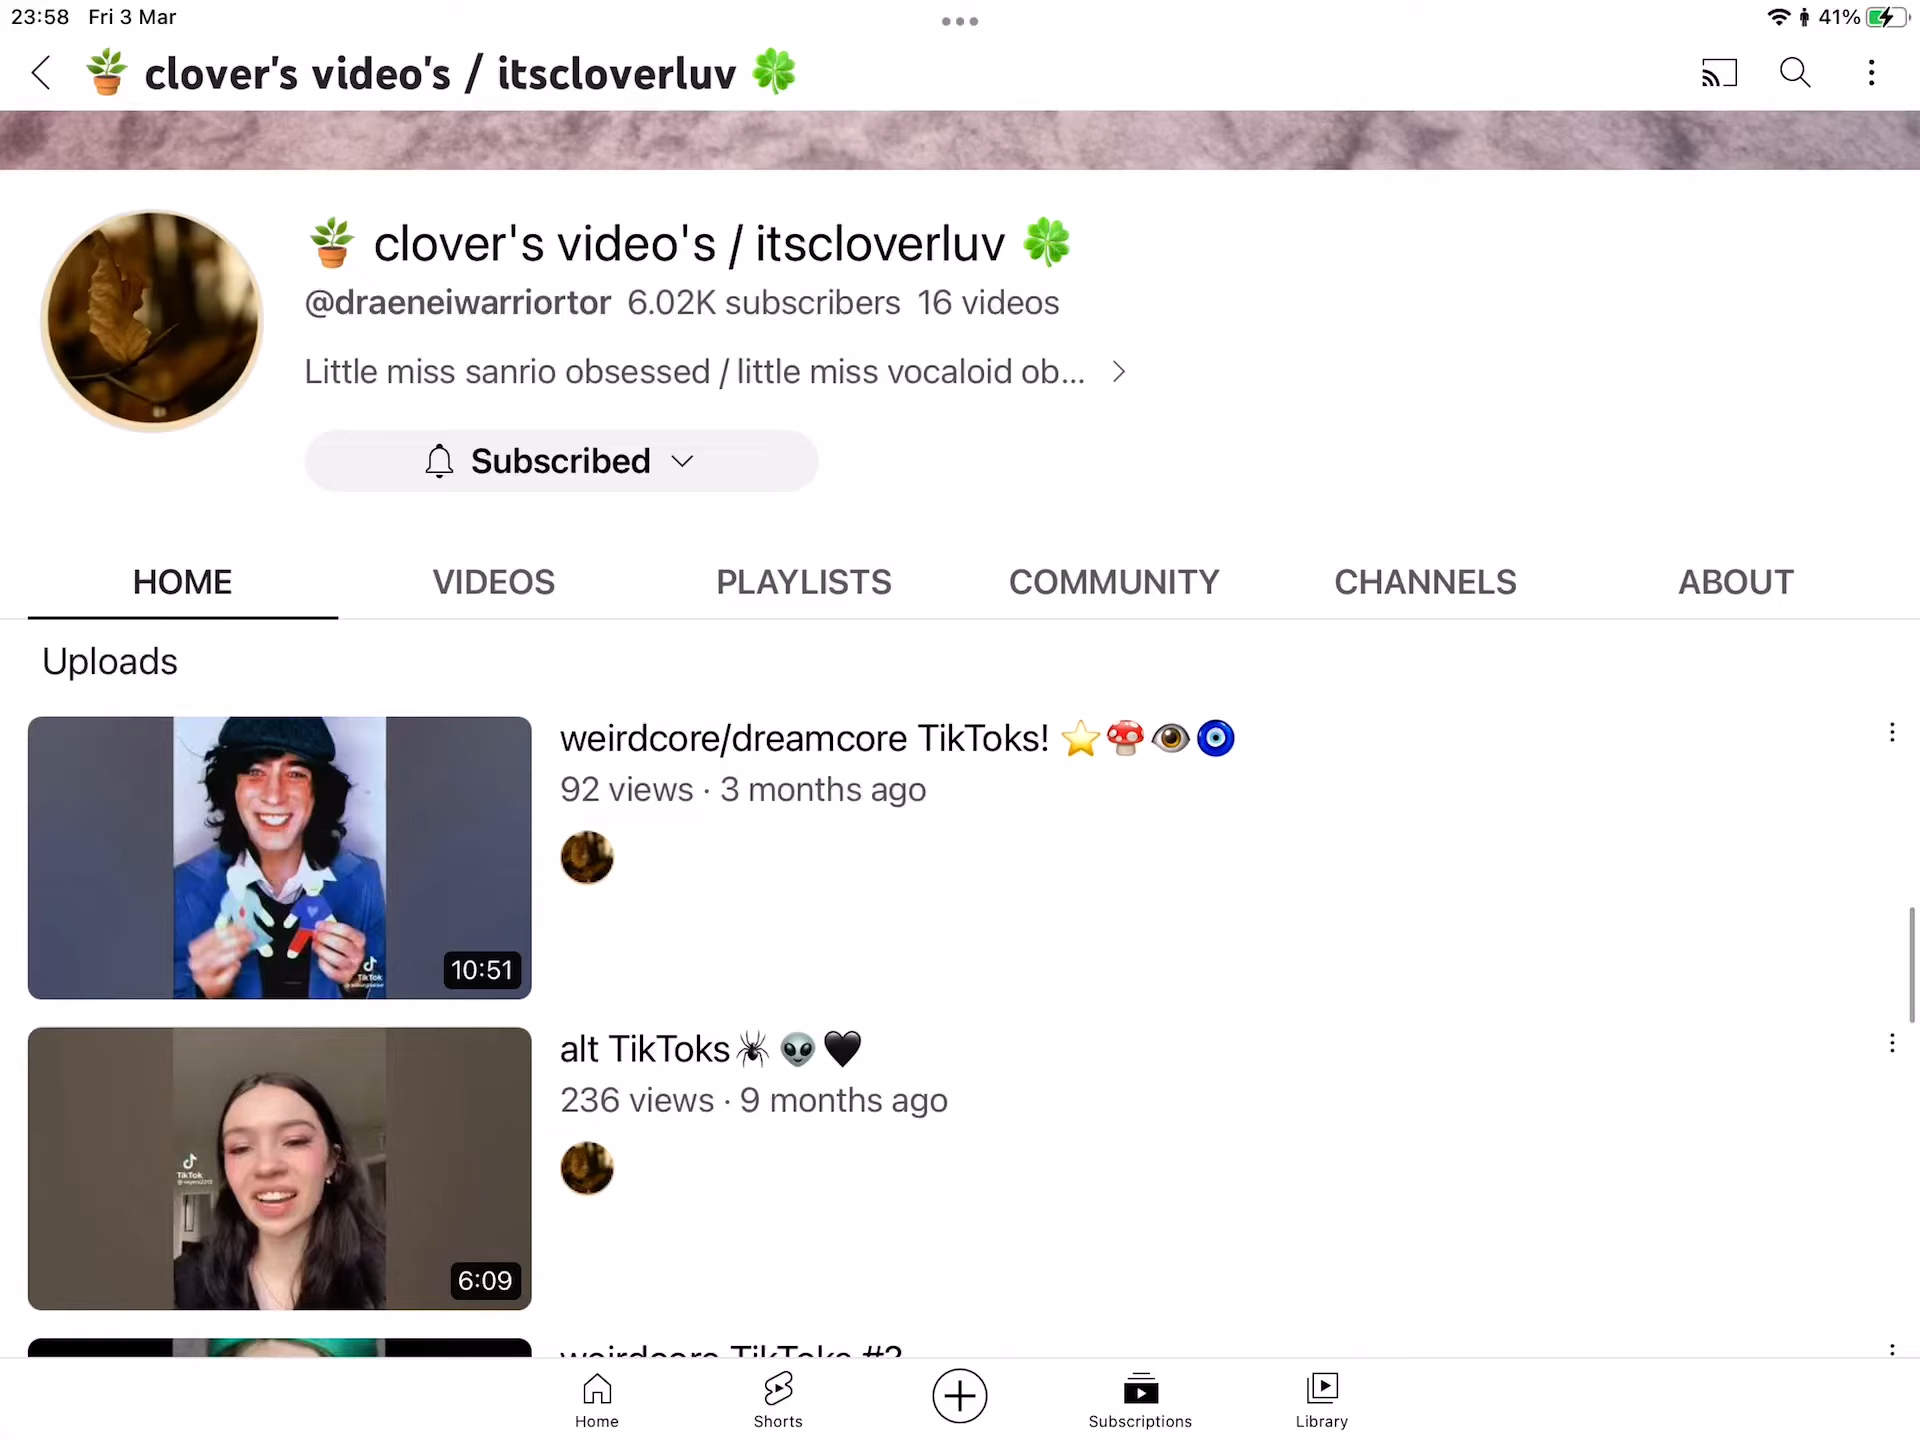 23:58 Fri 3 Mar
41%
🪴 clover's video's / itscloverluv 🍀
🪴 clover's video's / itscloverluv 🍀
@draeneiwarriortor 6.02K subscribers 16 videos
Little miss sanrio obsessed / little miss vocaloid ob...
Subscribed
HOME VIDEOS PLAYLISTS COMMUNITY CHANNELS ABOUT
Uploads
weirdcore/dreamcore TikToks! ⭐🍄👁🧿
92 views · 3 months ago
TikTok
10:51
alt TikToks🕷👽🖤
236 views · 9 months ago
TikTok
6:09
weirdcore TikToks
Home Shorts Subscriptions Library